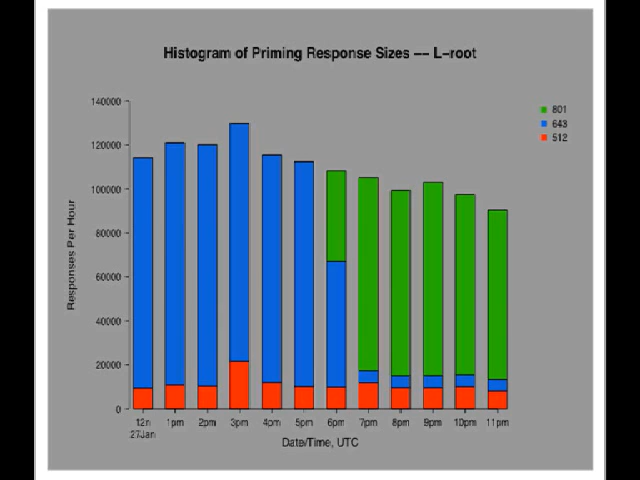 Histogram of Priming Response Sizes –– L–root
801
643
512
Responses Per Hour
140000
120000
100000
80000
60000
40000
20000
0
12n 1pm 2pm 3pm 4pm 5pm 6pm 7pm 8pm 9pm 10pm 11pm
27Jan
Date/Time, UTC